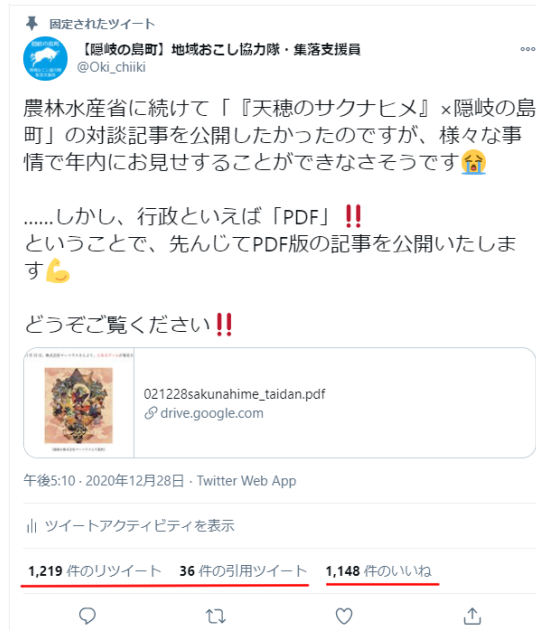 固定されたツイート
【隠岐の島町】地域おこし協力隊・集落支援員
@Oki_chiiki
農林水産省に続けて「『天穂のサクナヒメ』×隠岐の島
町」の対談記事を公開したかったのですが、様々な事
情で年内にお見せすることができなさそうです😭
......しかし、行政といえば「PDF」‼
ということで、先んじてPDF版の記事を公開いたしま
す💪
どうぞご覧ください‼
021228sakunahime_taidan.pdf
drive.google.com
午後5:10 · 2020年12月28日 · Twitter Web App
ツイートアクティビティを表示
1,219 件のリツイート 36 件の引用ツイート 1,148 件のいいね